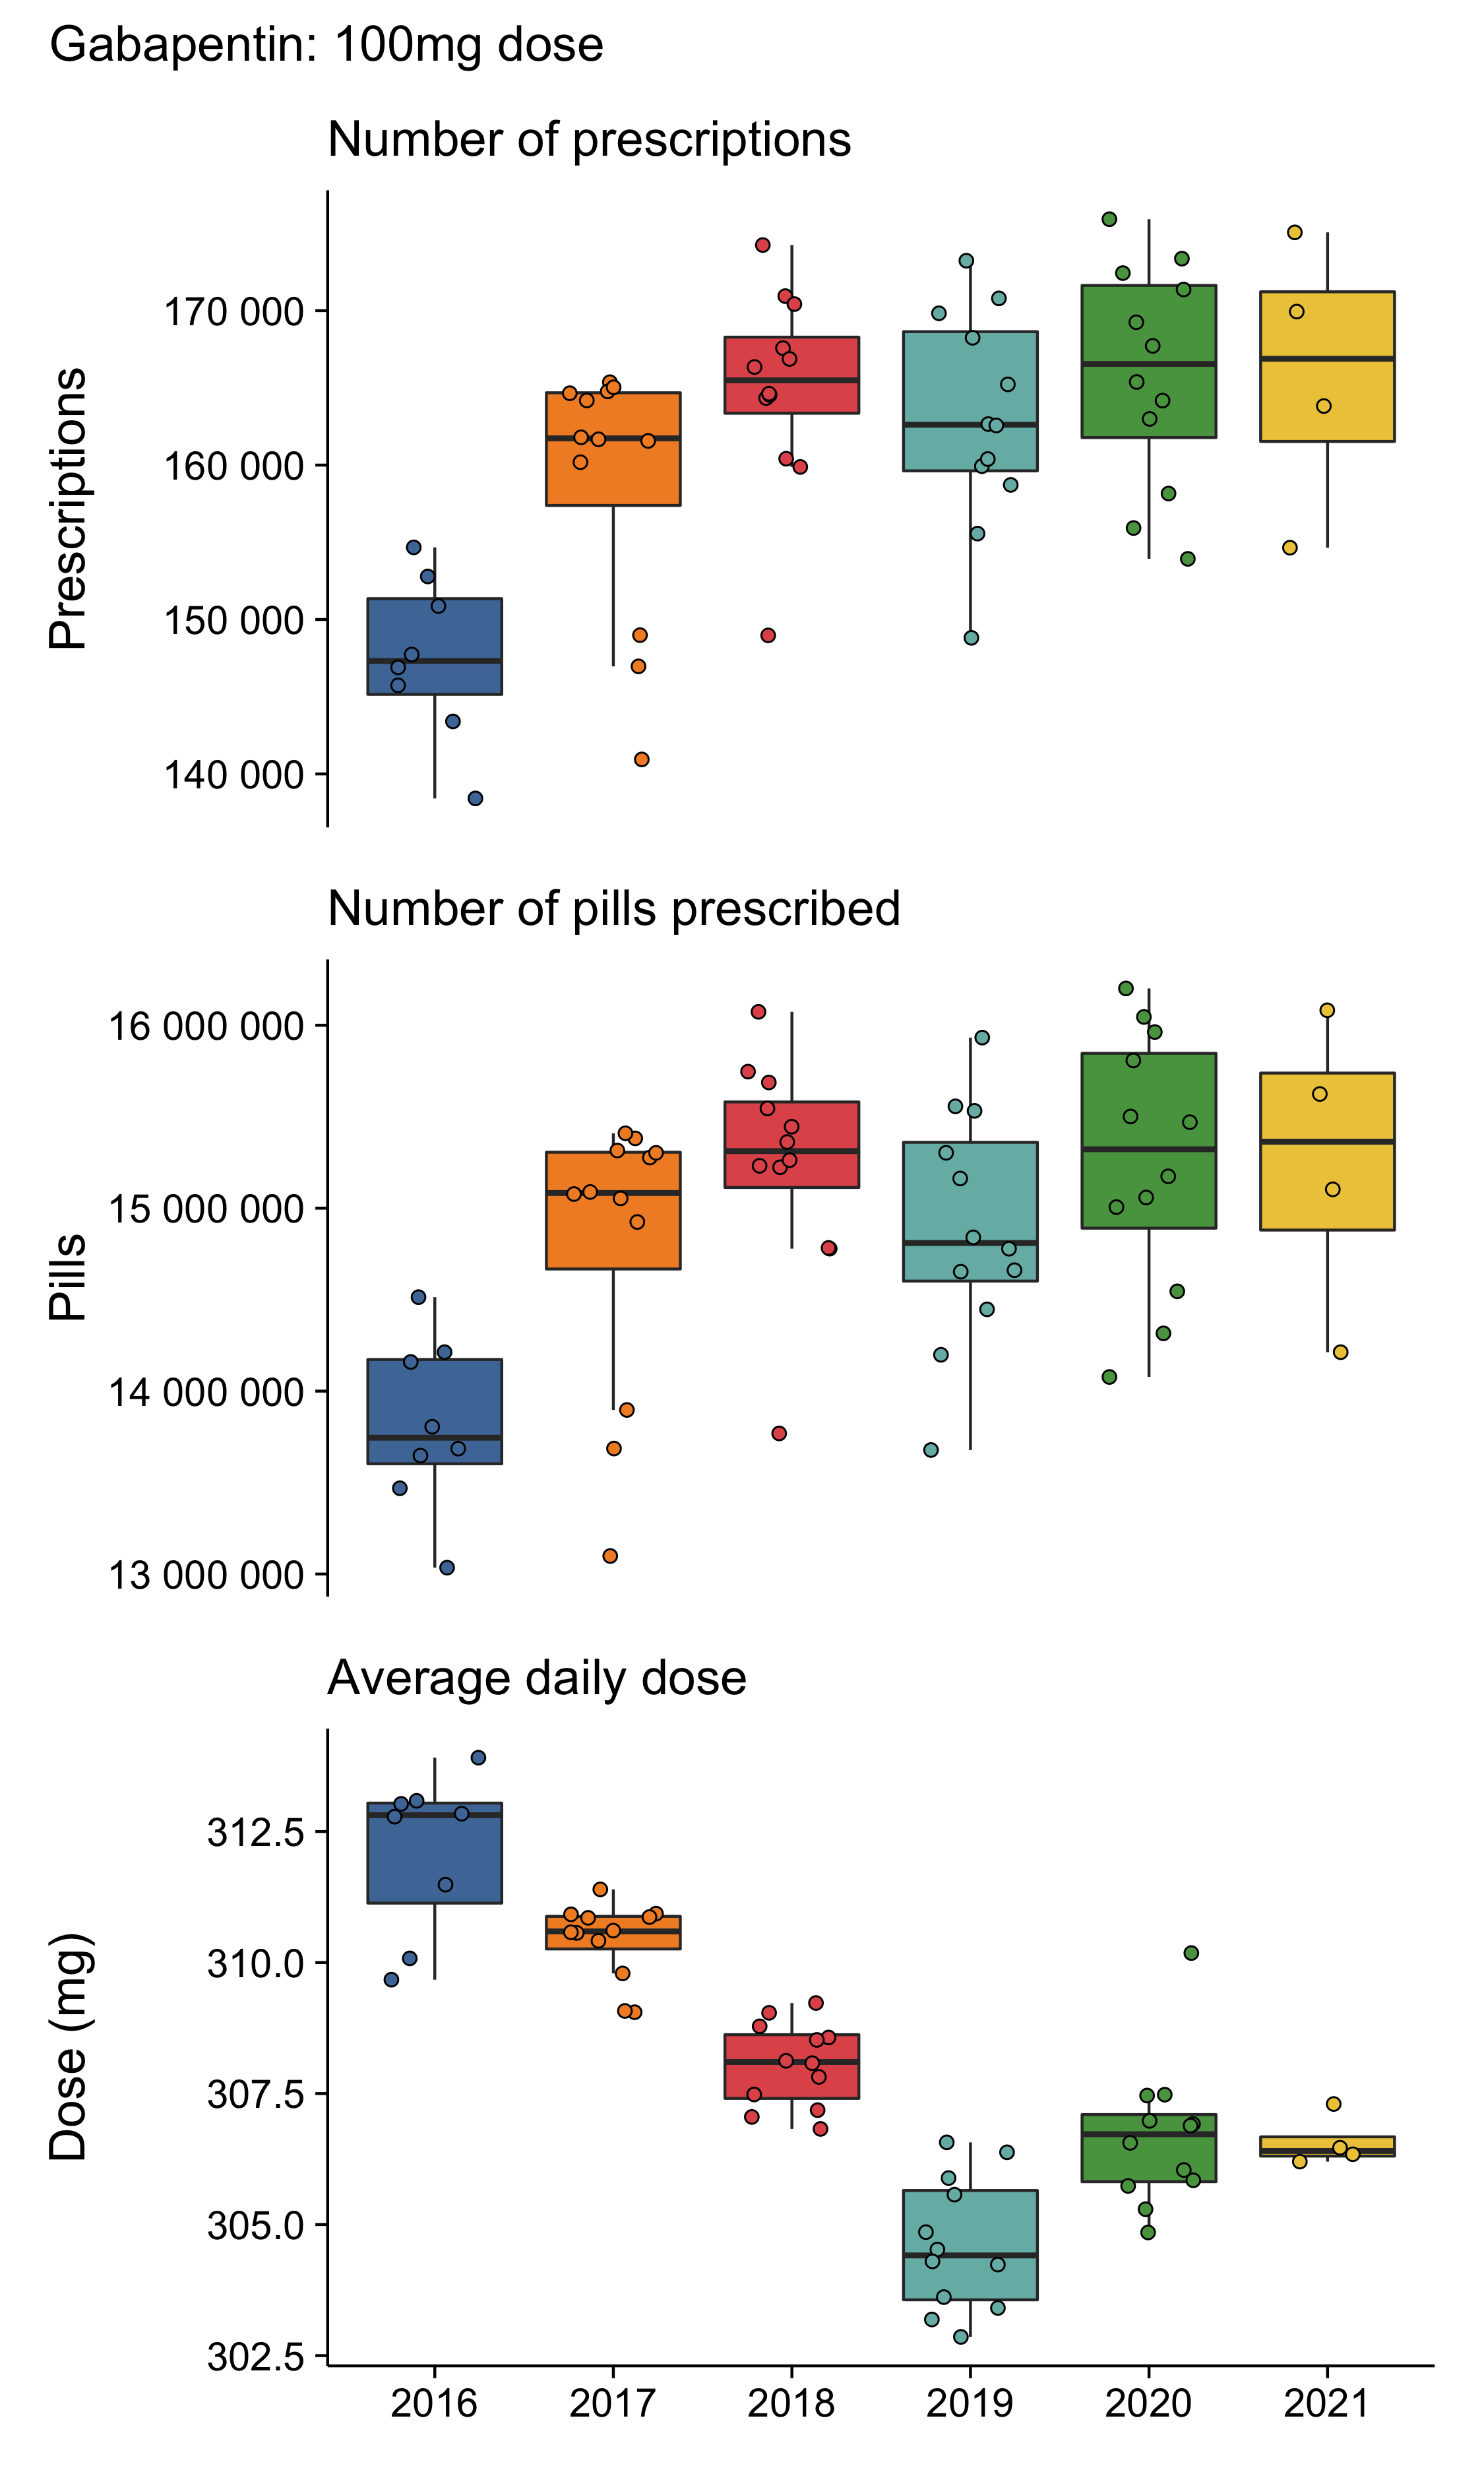 Gabapentin: 100mg dose
Number of prescriptions
Prescriptions
170 000
160 000
150 000
140 000
Number of pills prescribed
Pills
16 000 000
15 000 000
14 000 000
13 000 000
Average daily dose
Dose (mg)
312.5
310.0
307.5
305.0
302.5
2016 2017 2018 2019 2020 2021